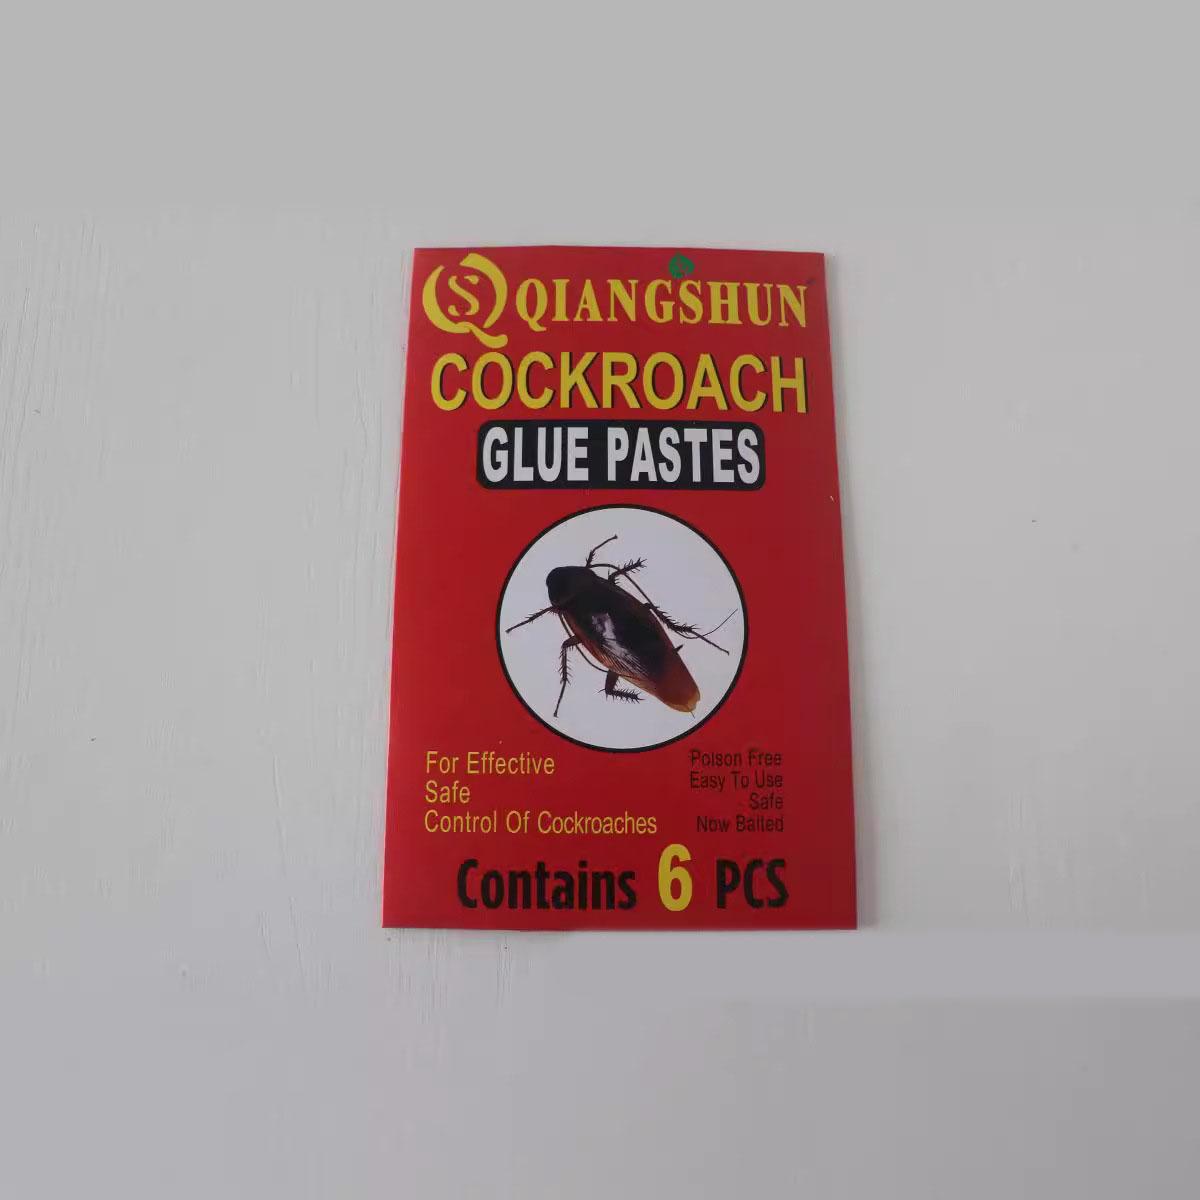 QS QIANGSHUN
COCKROACH
GLUE PASTES
For Effective
Safe
Control Of Cockroaches
Poison Free
Easy To Use
Safe
Now Baited
Contains 6 PCS